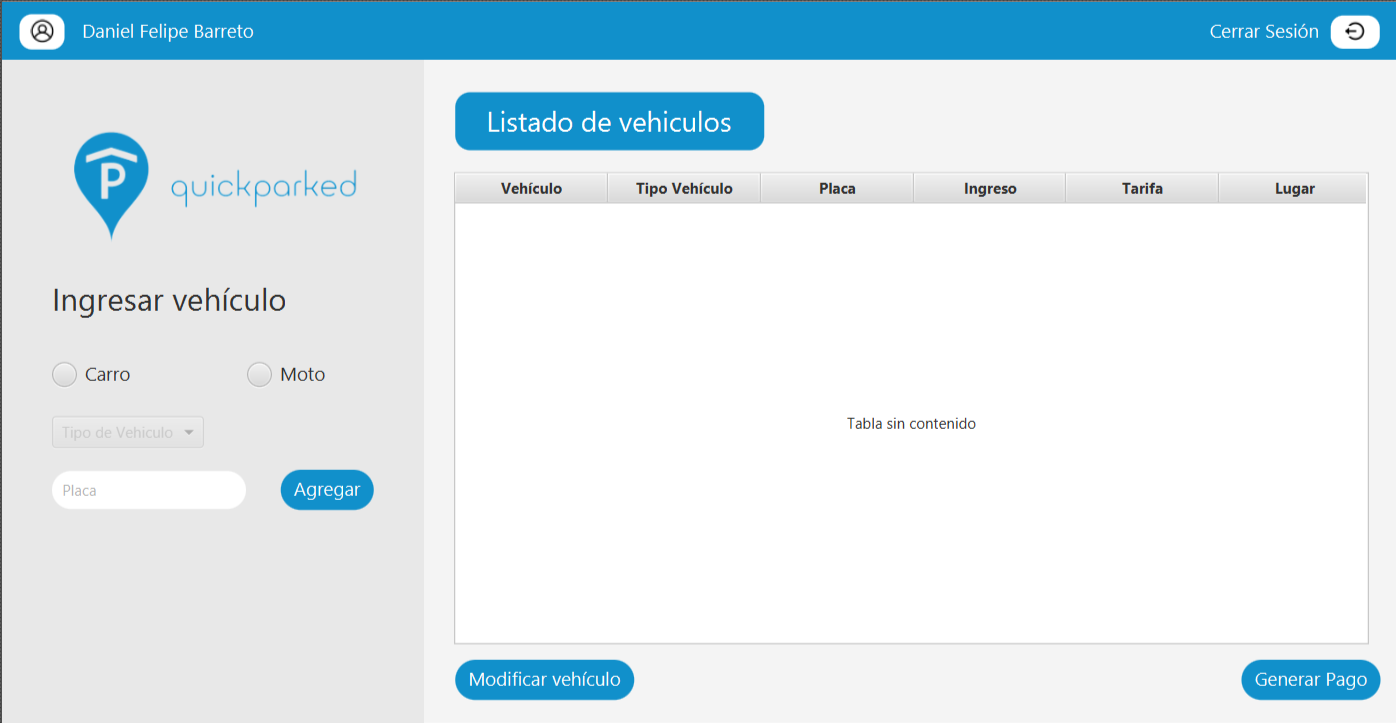 Daniel Felipe Barreto
Cerrar Sesión
P
quickparked
Ingresar vehículo
Carro
Moto
Tipo de Vehiculo
Placa
Agregar
Listado de vehiculos
Vehículo Tipo Vehículo Placa Ingreso Tarifa Lugar
Tabla sin contenido
Modificar vehículo
Generar Pago